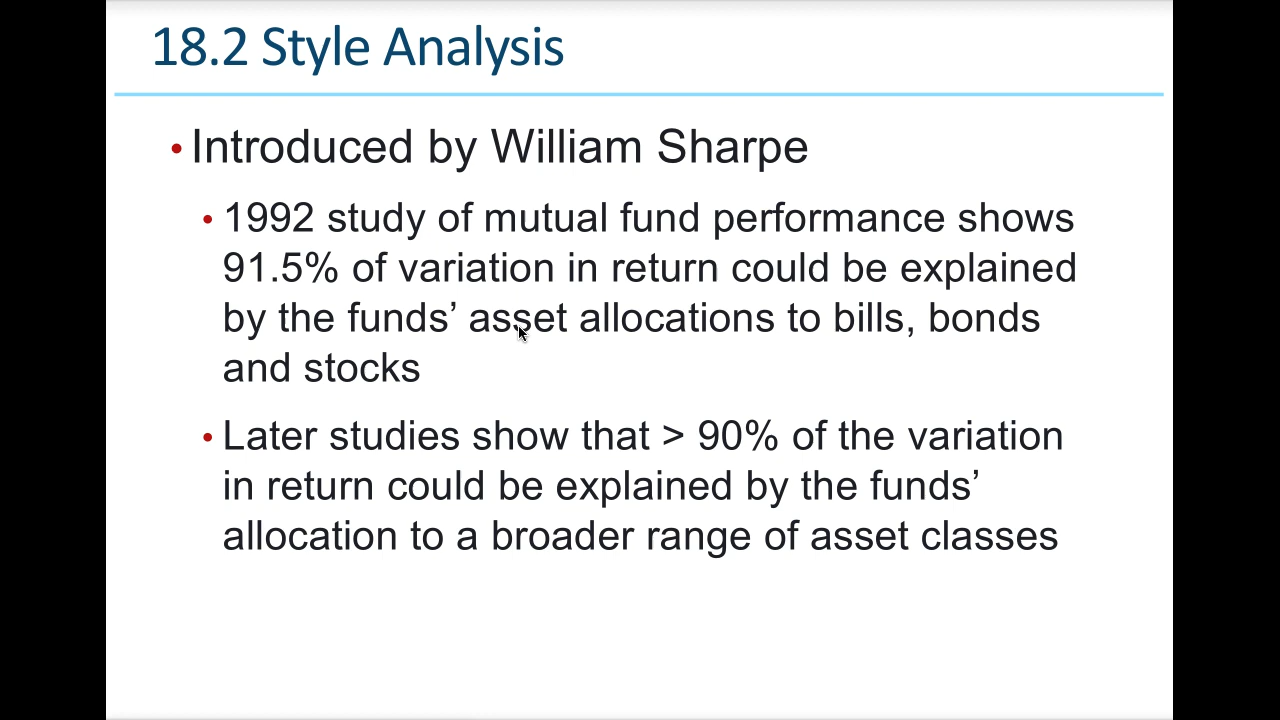 18.2 Style Analysis
• Introduced by William Sharpe
• 1992 study of mutual fund performance shows
91.5% of variation in return could be explained
by the funds’ asset allocations to bills, bonds
and stocks
• Later studies show that > 90% of the variation
in return could be explained by the funds’
allocation to a broader range of asset classes